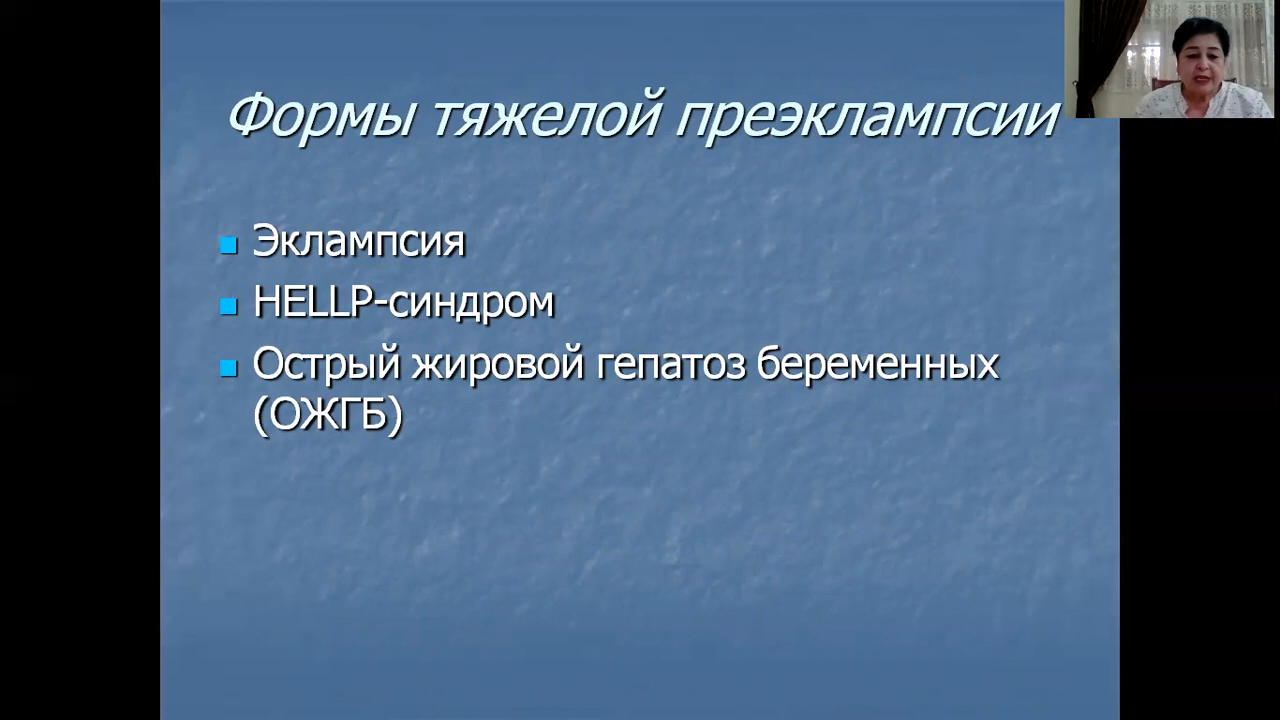 Формы тяжелой преэклампсии
Эклампсия
HELLP-синдром
Острый жировой гепатоз беременных
(ОЖГБ)